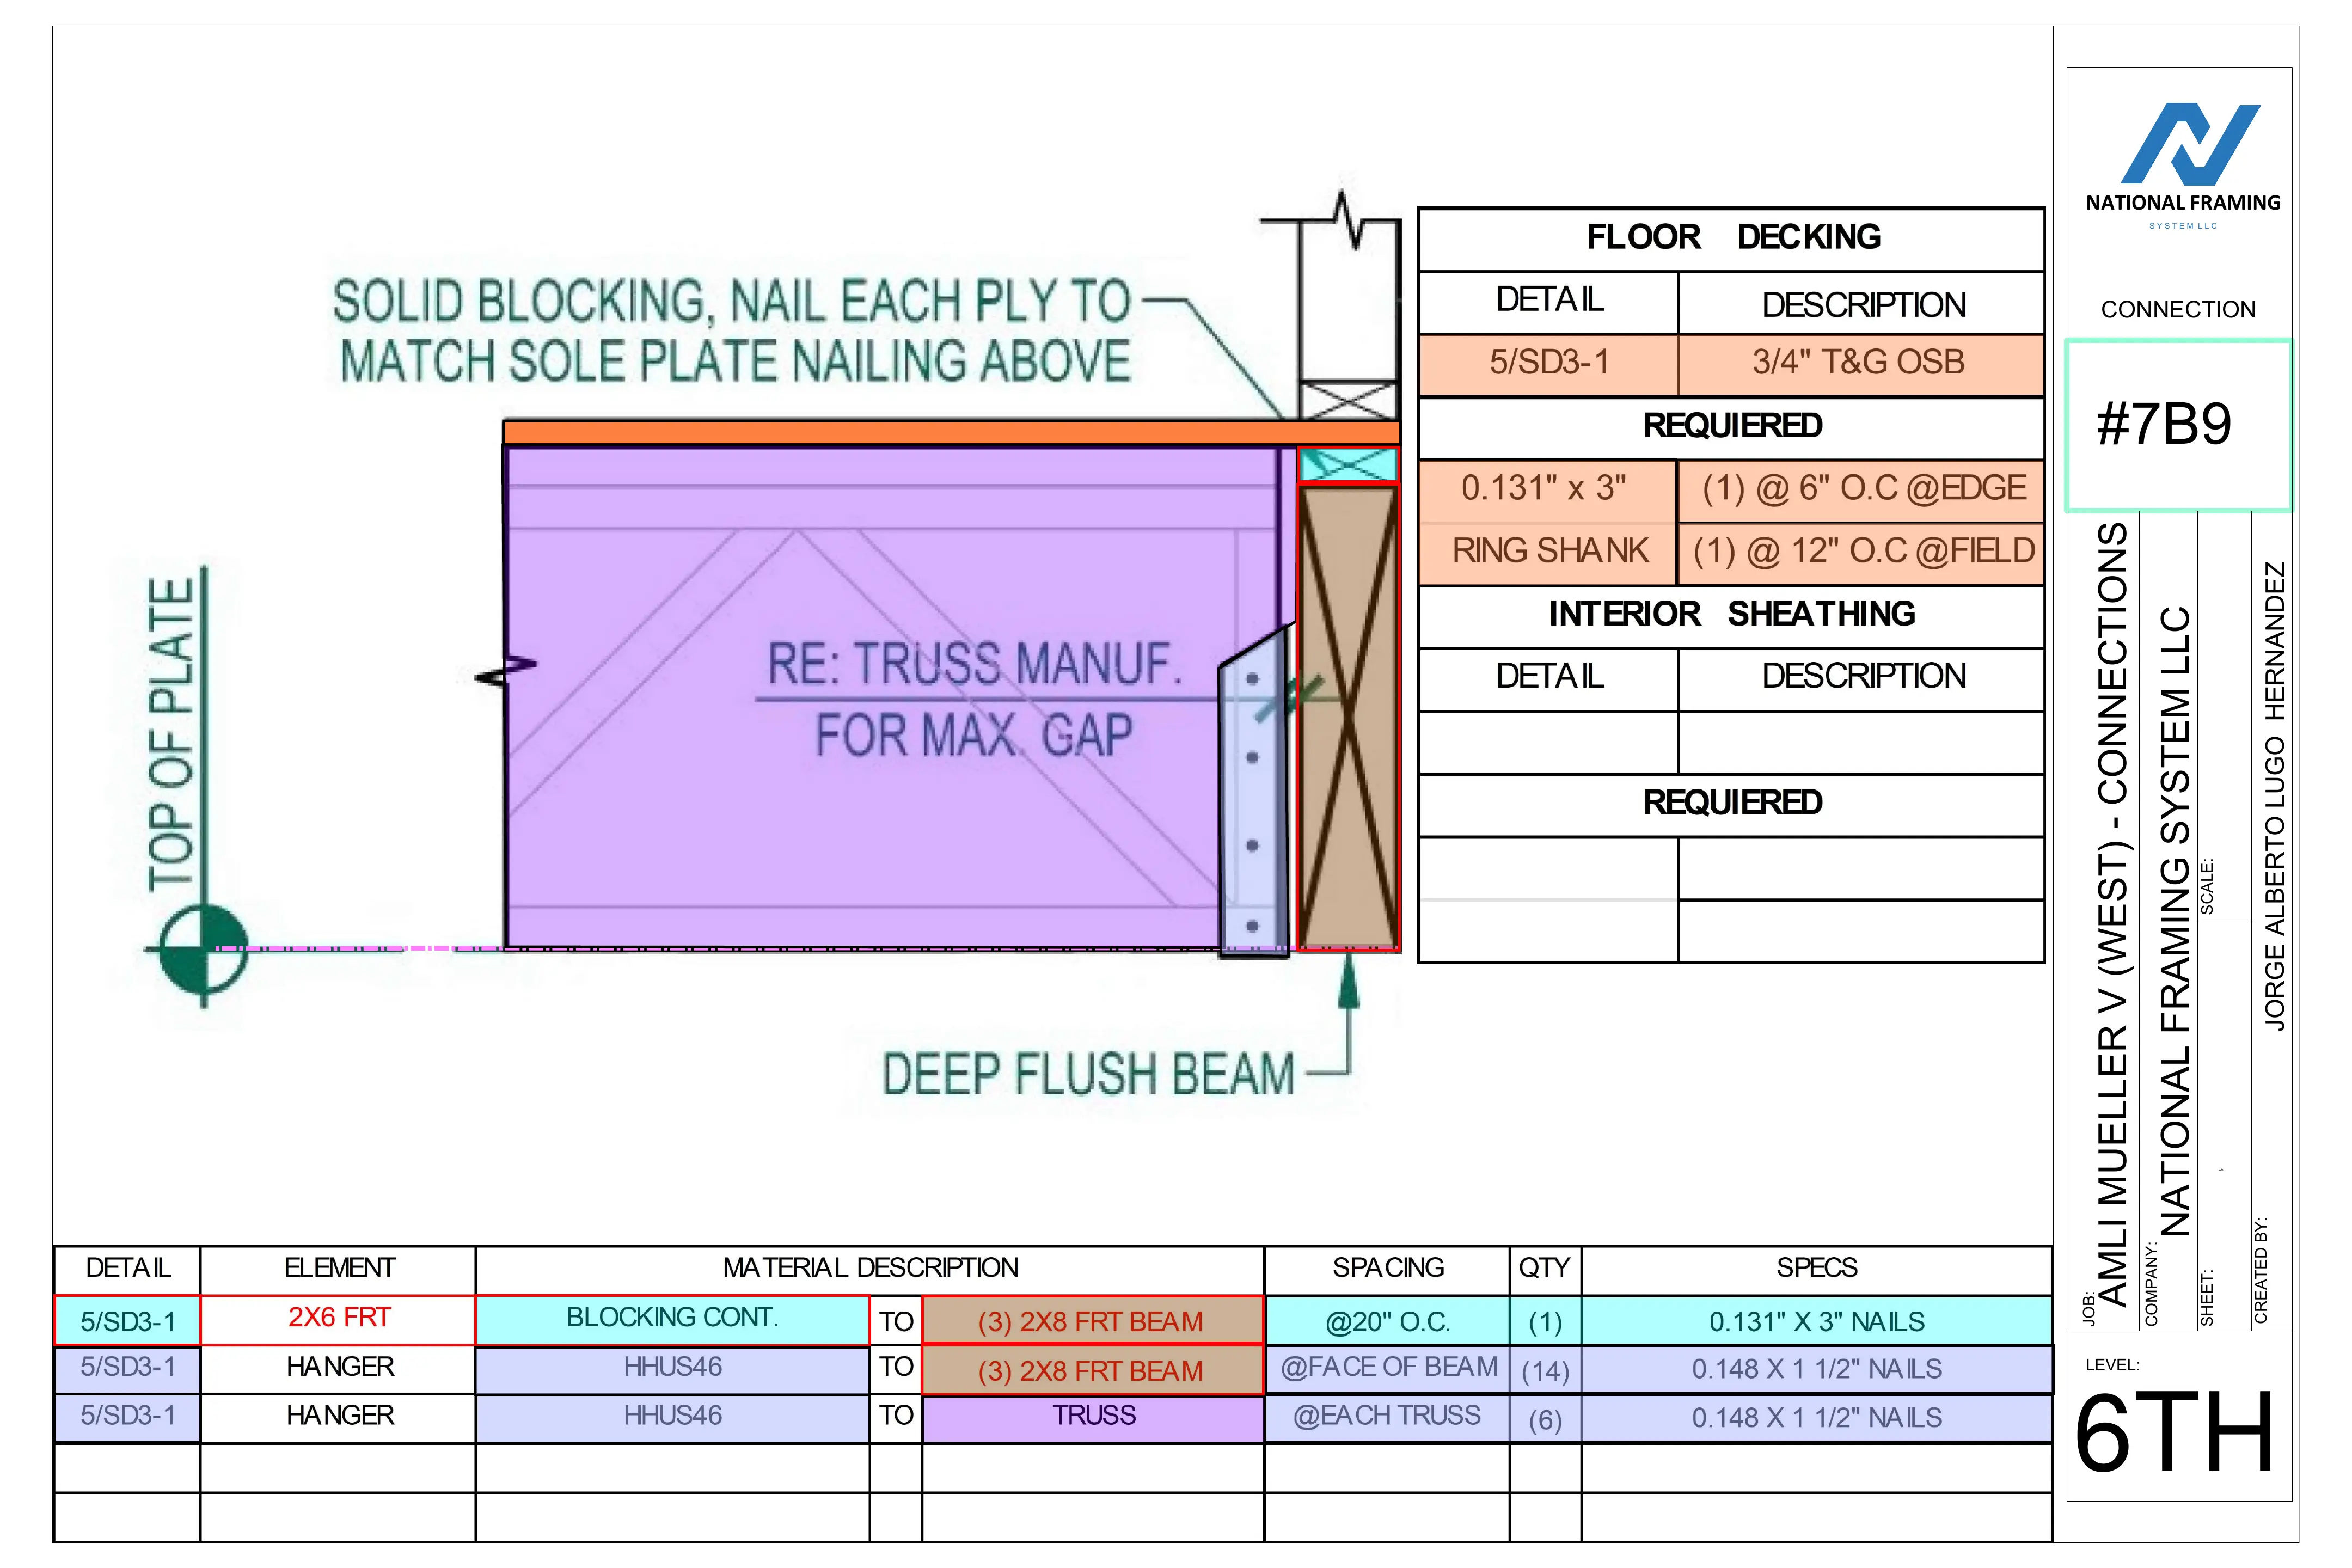 SOLID BLOCKING, NAIL EACH PLY TO
MATCH SOLE PLATE NAILING ABOVE
TOP OF PLATE
RE: TRUSS MANUF.
FOR MAX. GAP
DEEP FLUSH BEAM
FLOOR DECKING
DETAIL DESCRIPTION
5/SD3-1 3/4" T&G OSB
REQUIERED
0.131" x 3" (1) @ 6" O.C @EDGE
RING SHANK (1) @ 12" O.C @FIELD
INTERIOR SHEATHING
DETAIL DESCRIPTION
REQUIERED
DETAIL ELEMENT MATERIAL DESCRIPTION SPACING QTY SPECS
5/SD3-1 2X6 FRT BLOCKING CONT. TO (3) 2X8 FRT BEAM @20" O.C. (1) 0.131" X 3" NAILS
5/SD3-1 HANGER HHUS46 TO (3) 2X8 FRT BEAM @FACE OF BEAM (14) 0.148 X 1 1/2" NAILS
5/SD3-1 HANGER HHUS46 TO TRUSS @EACH TRUSS (6) 0.148 X 1 1/2" NAILS
NATIONAL FRAMING
SYSTEM LLC
CONNECTION
#7B9
JOB: AMLI MUELLER V (WEST) - CONNECTIONS
COMPANY: NATIONAL FRAMING SYSTEM LLC
SHEET:
SCALE:
CREATED BY: JORGE ALBERTO LUGO HERNANDEZ
LEVEL:
6TH